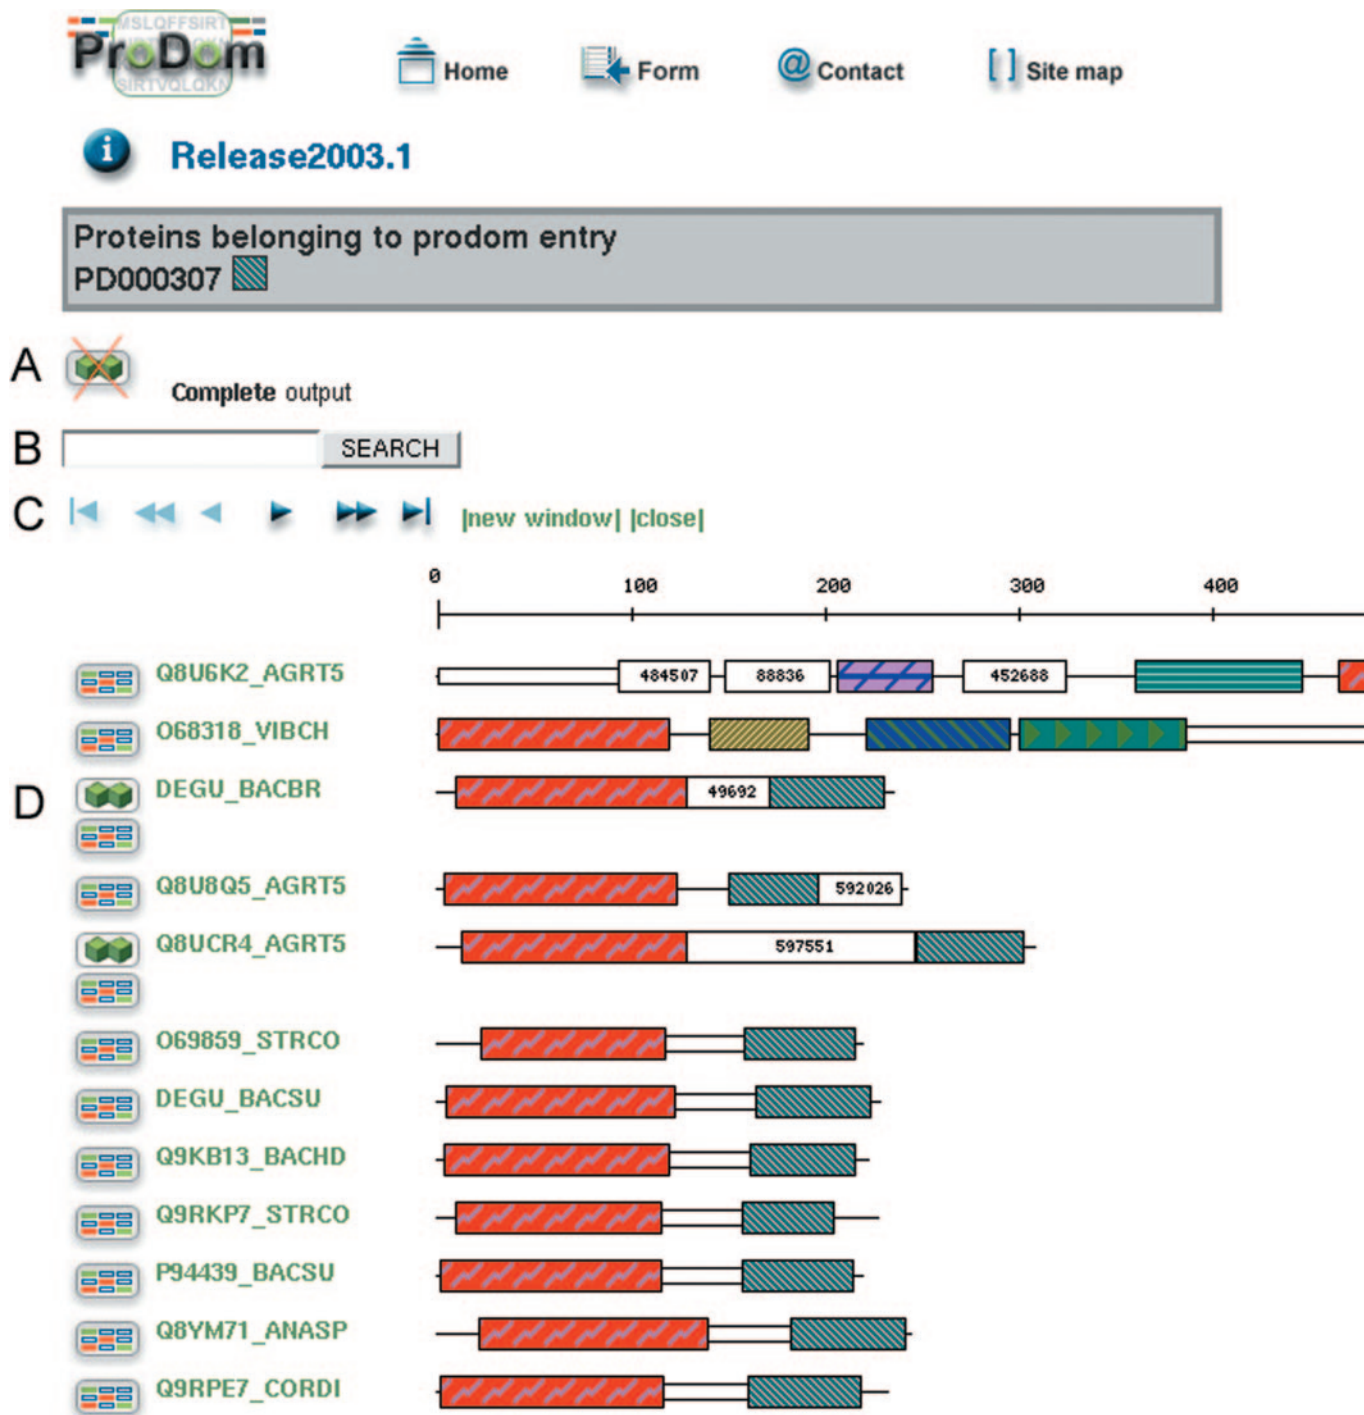 MSLQFFSIRT
ProDom
SIRTVQLQKN
Home
Form
@ Contact
[ ] Site map
i Release2003.1
Proteins belonging to prodom entry
PD000307
A
Complete output
B SEARCH
C |new window| |close|
0 100 200 300 400
Q8U6K2_AGRT5 484507 88836 452688
O68318_VIBCH
D DEGU_BACBR 49692
Q8U8Q5_AGRT5 592026
Q8UCR4_AGRT5 597551
O69859_STRCO
DEGU_BACSU
Q9KB13_BACHD
Q9RKP7_STRCO
P94439_BACSU
Q8YM71_ANASP
Q9RPE7_CORDI